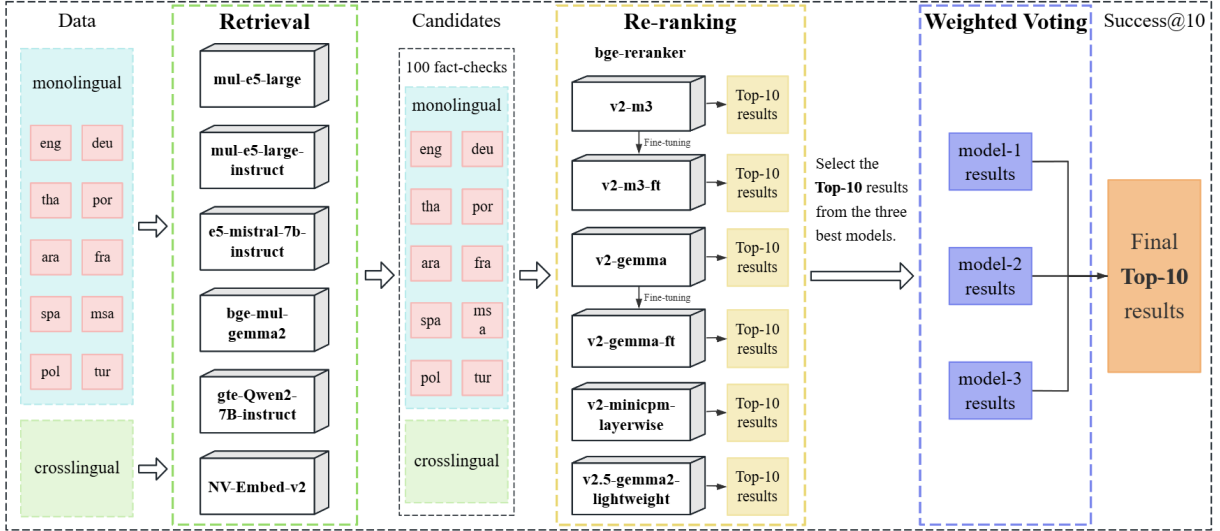 Data
Retrieval
Candidates
Re-ranking
Weighted Voting
Success@10
monolingual
eng
deu
tha
por
ara
fra
spa
msa
pol
tur
crosslingual
mul-e5-large
mul-e5-large-
instruct
e5-mistral-7b-
instruct
bge-mul-
gemma2
gte-Qwen2-
7B-instruct
NV-Embed-v2
100 fact-checks
monolingual
eng
deu
tha
por
ara
fra
spa
ms
a
pol
tur
crosslingual
bge-reranker
v2-m3
Top-10
results
Fine-tuning
v2-m3-ft
Top-10
results
v2-gemma
Top-10
results
Fine-tuning
v2-gemma-ft
Top-10
results
v2-minicpm-
layerwise
Top-10
results
v2.5-gemma2-
lightweight
Top-10
results
Select the
Top-10 results
from the three
best models.
model-1
results
model-2
results
model-3
results
Final
Top-10
results